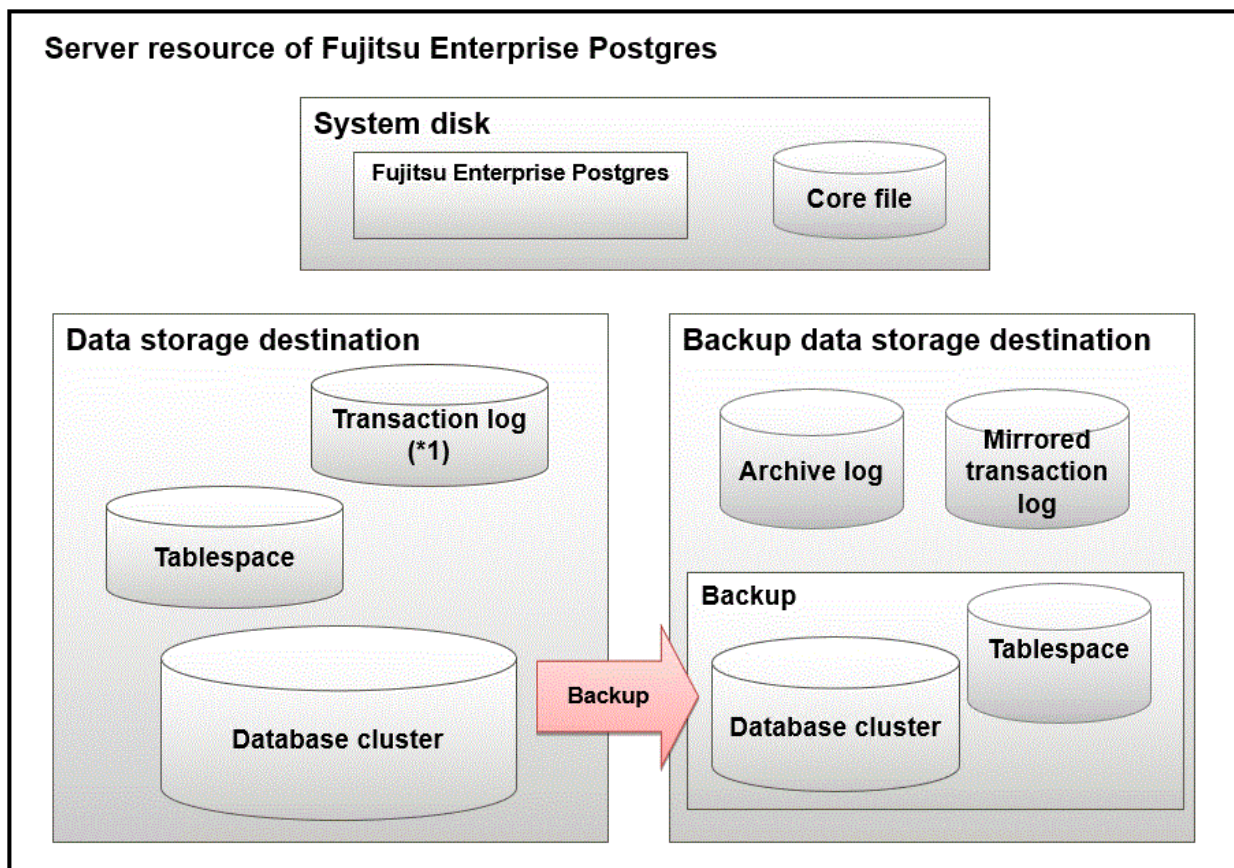 Server resource of Fujitsu Enterprise Postgres
System disk
Fujitsu Enterprise Postgres
Core file
Data storage destination
Transaction log
(*1)
Tablespace
Database cluster
Backup
Backup data storage destination
Archive log
Mirrored
transaction
log
Backup
Tablespace
Database cluster